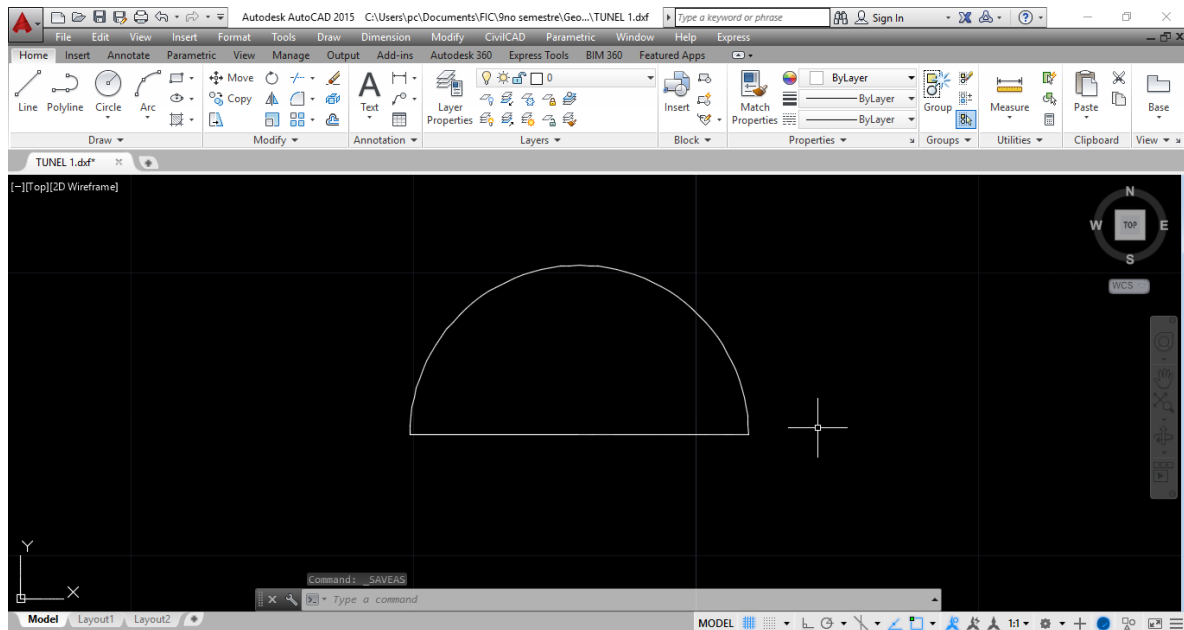 Autodesk AutoCAD 2015 C:\Users\pc\Documents\FIC\9no semestre\Geo...\TUNEL 1.dxf Type a keyword or phrase Sign In
File Edit View Insert Format Tools Draw Dimension Modify CivilCAD Parametric Window Help Express
Home Insert Annotate Parametric View Manage Output Add-ins Autodesk 360 Express Tools BIM 360 Featured Apps
Line Polyline Circle Arc Move Copy Text Layer Properties 0 Insert Match Properties ByLayer ByLayer ByLayer Group Measure Paste Base
Draw Modify Annotation Layers Block Properties Groups Utilities Clipboard View
TUNEL 1.dxf*
[−][Top][2D Wireframe]
N
W TOP E
S
WCS
Y
X
Command: _SAVEAS
Type a command
Model Layout1 Layout2 MODEL 1:1